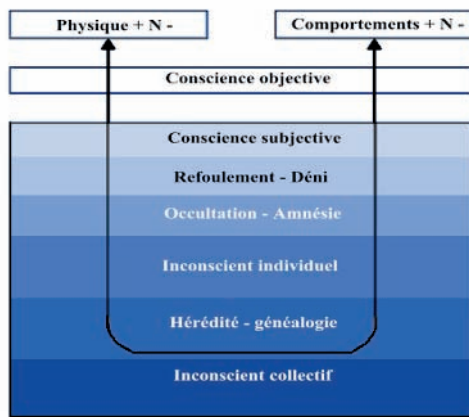 Physique + N -
Comportements + N -
Conscience objective
Conscience subjective
Refoulement - Déni
Occultation - Amnésie
Inconscient individuel
Hérédité - généalogie
Inconscient collectif